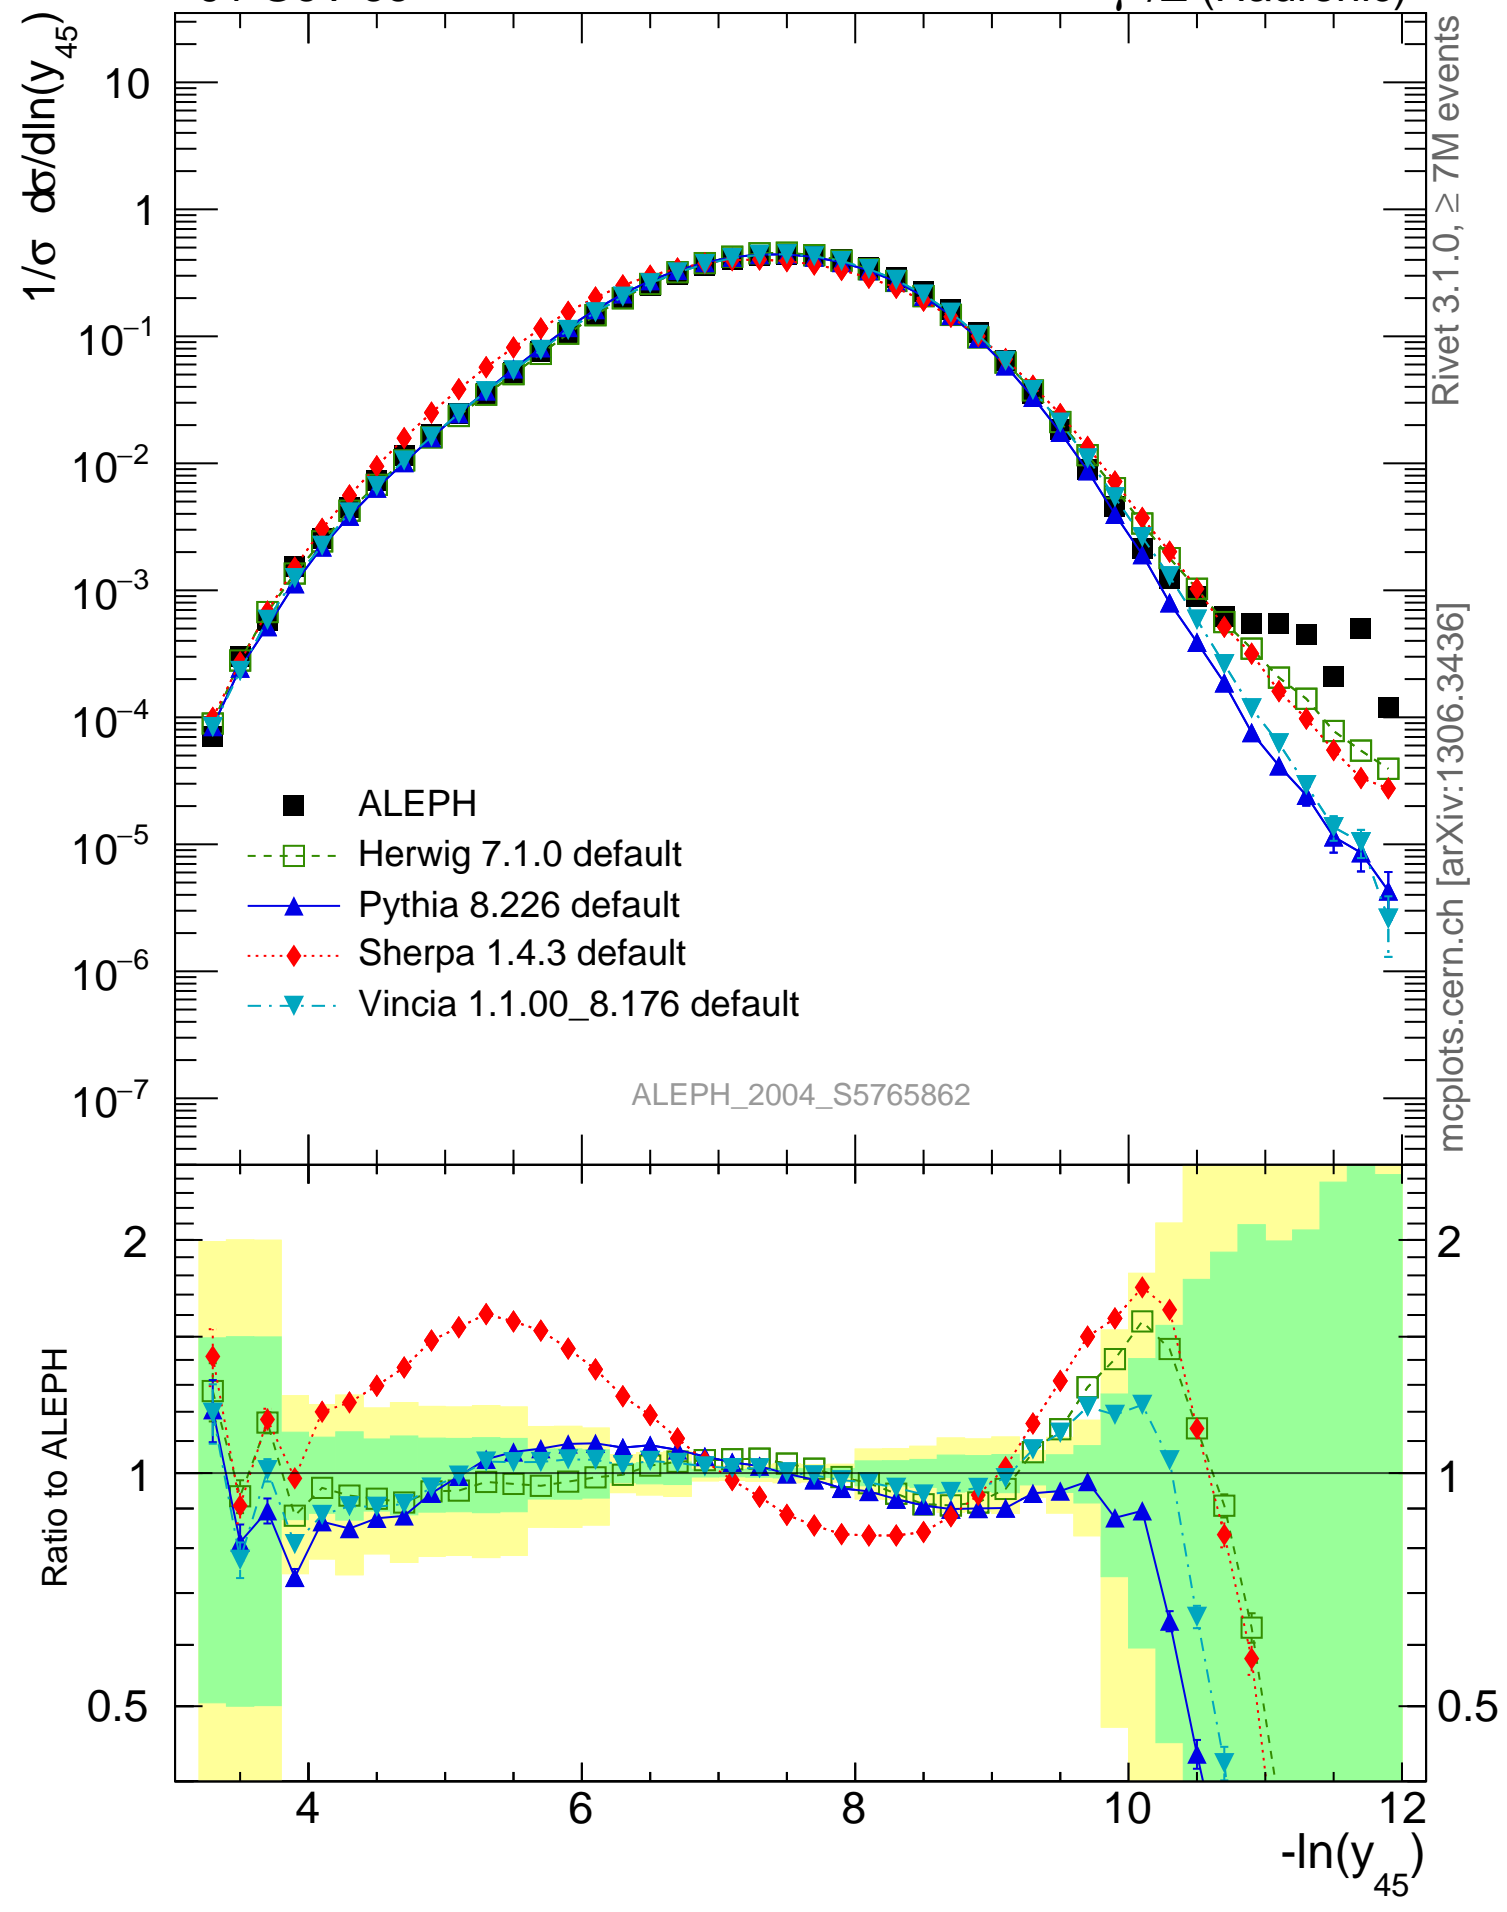 1/σ dσ/dln(y45)
10
1
10−1
10−2
10−3
10−4
10−5
10−6
10−7
ALEPH
Herwig 7.1.0 default
Pythia 8.226 default
Sherpa 1.4.3 default
Vincia 1.1.00_8.176 default
ALEPH_2004_S5765862
Rivet 3.1.0, ≥ 7M events
mcplots.cern.ch [arXiv:1306.3436]
Ratio to ALEPH
2
1
0.5
2
1
0.5
4 6 8 10 12
-ln(y45)